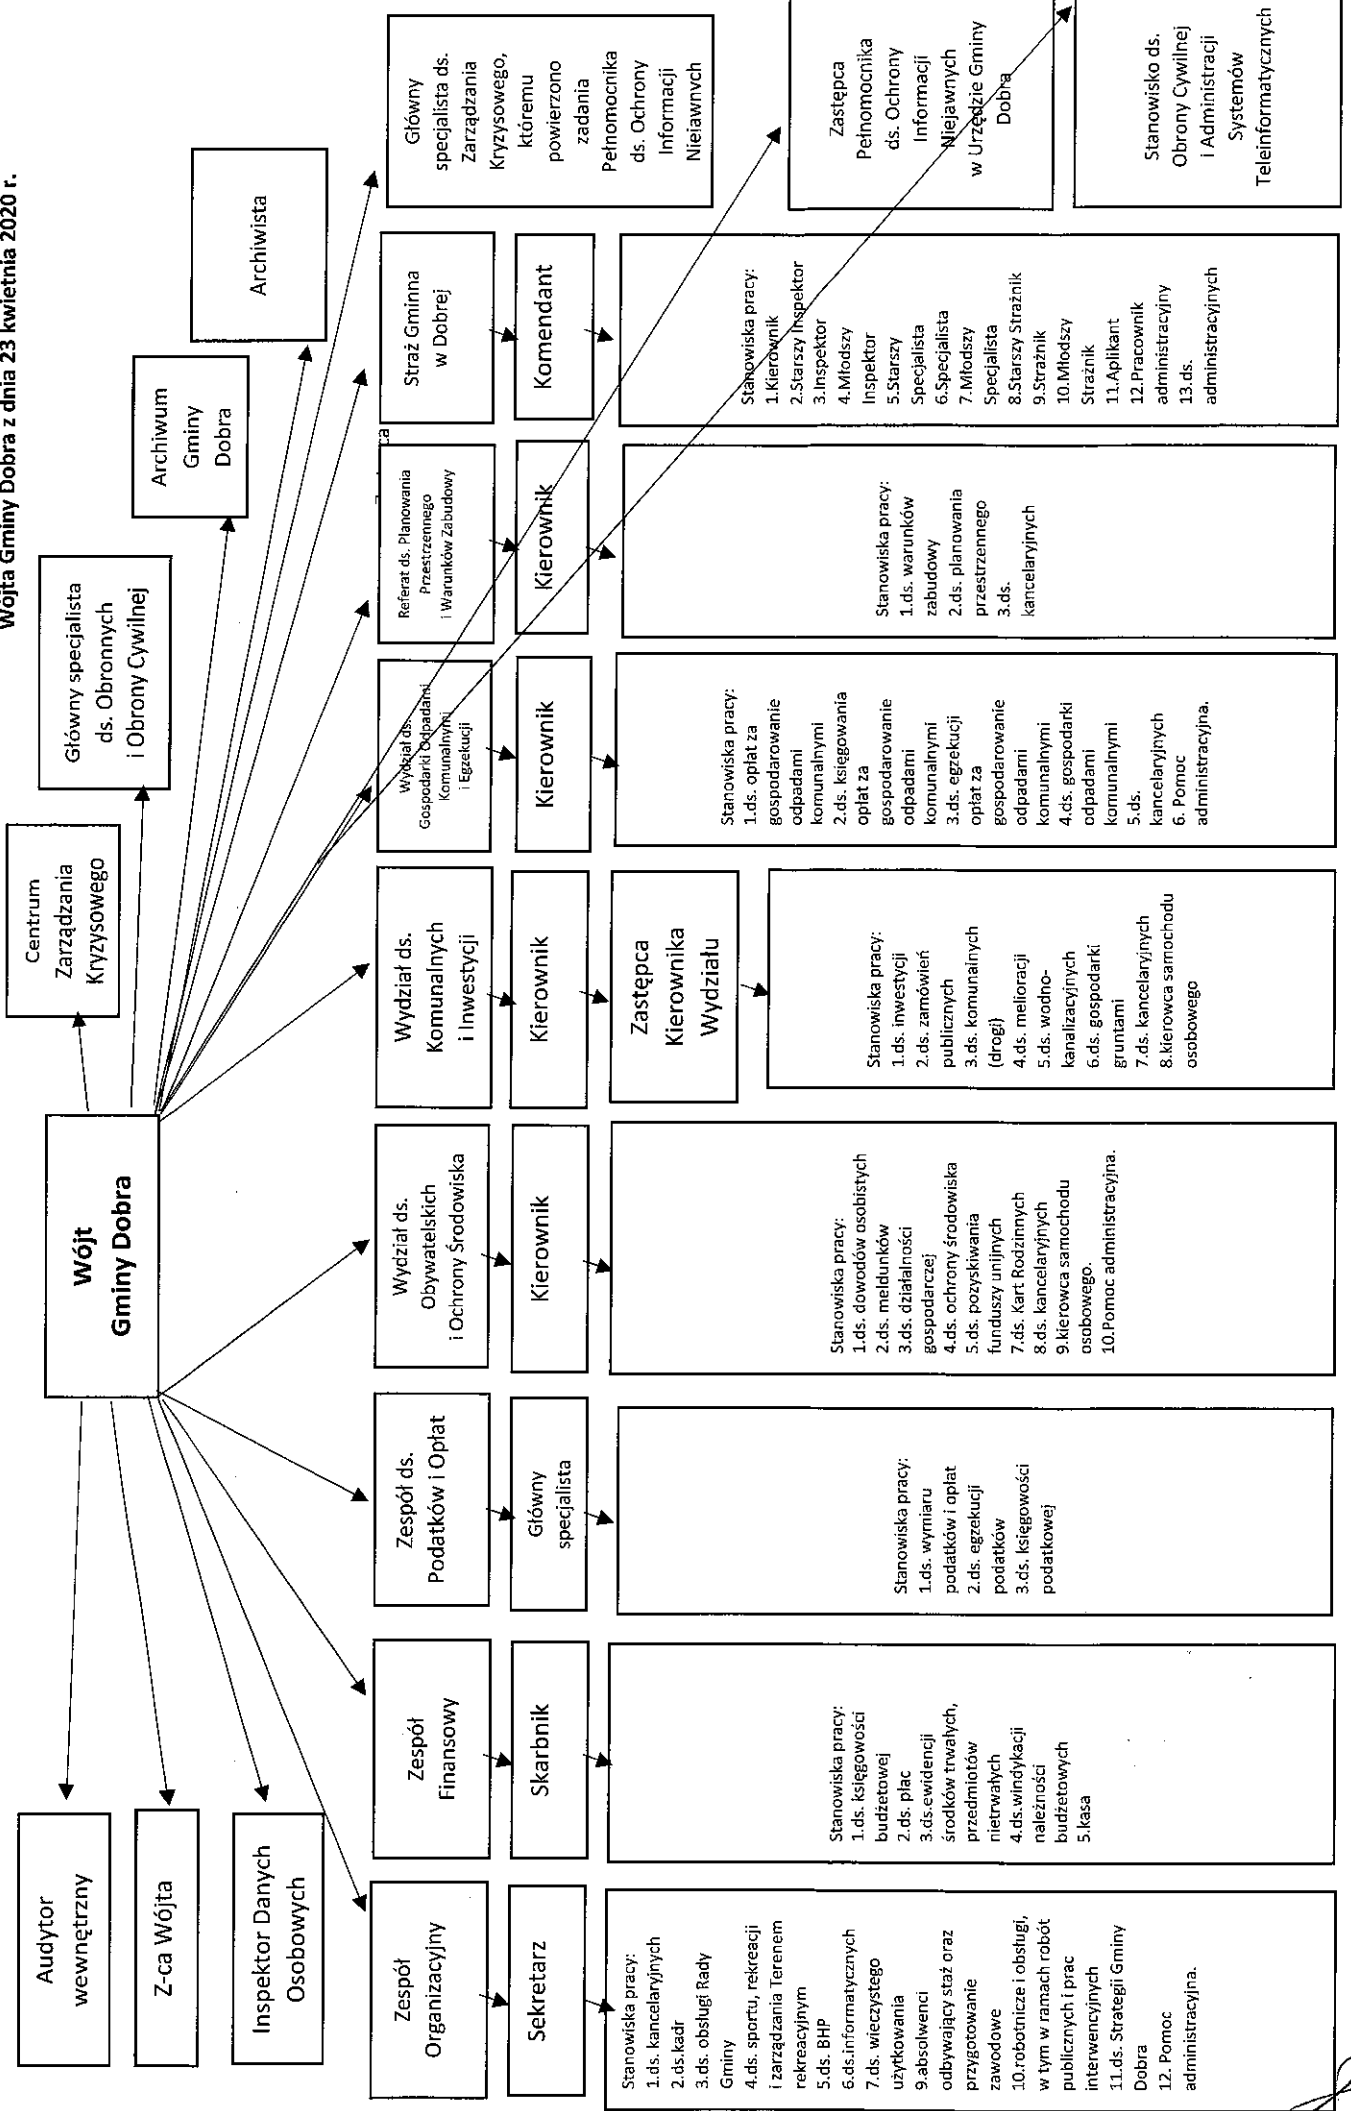 Wójta Gminy Dobra z dnia 23 kwietnia 2020 r.
Wójt
Gminy Dobra
Audytor
wewnętrzny
Z-ca Wójta
Inspektor Danych
Osobowych
Centrum
Zarządzania
Kryzysowego
Główny specjalista
ds. Obronnych
i Obrony Cywilnej
Archiwum
Gminy
Dobra
Archiwista
Zespół
Organizacyjny
Sekretarz
Stanowiska pracy:
1.ds. kancelaryjnych
2.ds.kadr
3.ds. obsługi Rady
Gminy
4.ds. sportu, rekreacji
i zarządzania Terenem
rekreacyjnym
5.ds. BHP
6.ds.informatycznych
7.ds. wieczystego
użytkowania
9.absolwenci
odbywający staż oraz
przygotowanie
zawodowe
10.robotnicze i obsługi,
w tym w ramach robót
publicznych i prac
interwencyjnych
11.ds. Strategii Gminy
Dobra
12. Pomoc
administracyjna.
Zespół
Finansowy
Skarbnik
Stanowiska pracy:
1.ds. księgowości
budżetowej
2.ds. płac
3.ds.ewidencji
środków trwałych,
przedmiotów
nietrwałych
4.ds.windykacji
należności
budżetowych
5.kasa
Zespół ds.
Podatków i Opłat
Główny
specjalista
Stanowiska pracy:
1.ds. wymiaru
podatków i opłat
2.ds. egzekucji
podatków
3.ds. księgowości
podatkowej
Wydział ds.
Obywatelskich
i Ochrony Środowiska
Kierownik
Stanowiska pracy:
1.ds. dowodów osobistych
2.ds. meldunków
3.ds. działalności
gospodarczej
4.ds. ochrony środowiska
5.ds. pozyskiwania
funduszy unijnych
7.ds. Kart Rodzinnych
8.ds. kancelaryjnych
9.kierowca samochodu
osobowego.
10.Pomoc administracyjna.
Wydział ds.
Komunalnych
i Inwestycji
Kierownik
Zastępca
Kierownika
Wydziału
Stanowiska pracy:
1.ds. inwestycji
2.ds. zamówień
publicznych
3.ds. komunalnych
(drogi)
4.ds. melioracji
5.ds. wodno-
kanalizacyjnych
6.ds. gospodarki
gruntami
7.ds. kancelaryjnych
8.kierowca samochodu
osobowego
Wydział ds.
Gospodarki Odpadami
Komunalnymi
i Egzekucji
Kierownik
Stanowiska pracy:
1.ds. opłat za
gospodarowanie
odpadami
komunalnymi
2.ds. księgowania
opłat za
gospodarowanie
odpadami
komunalnymi
3.ds. egzekucji
opłat za
gospodarowanie
odpadami
komunalnymi
4.ds. gospodarki
odpadami
komunalnymi
5.ds.
kancelaryjnych
6. Pomoc
administracyjna.
Referat ds. Planowania
Przestrzennego
i Warunków Zabudowy
Kierownik
Stanowiska pracy:
1.ds. warunków
zabudowy
2.ds. planowania
przestrzennego
3.ds.
kancelaryjnych
Straż Gminna
w Dobrej
Komendant
Stanowiska pracy:
1.Kierownik
2.Starszy Inspektor
3.Inspektor
4.Młodszy
Inspektor
5.Starszy
Specjalista
6.Specjalista
7.Młodszy
Specjalista
8.Starszy Strażnik
9.Strażnik
10.Młodszy
Strażnik
11.Aplikant
12.Pracownik
administracyjny
13.ds.
administracyjnych
Główny
specjalista ds.
Zarządzania
Kryzysowego,
któremu
powierzono
zadania
Pełnomocnika
ds. Ochrony
Informacji
Niejawnych
Zastępca
Pełnomocnika
ds. Ochrony
Informacji
Niejawnych
w Urzędzie Gminy
Dobra
Stanowisko ds.
Obrony Cywilnej
i Administracji
Systemów
Teleinformatycznych